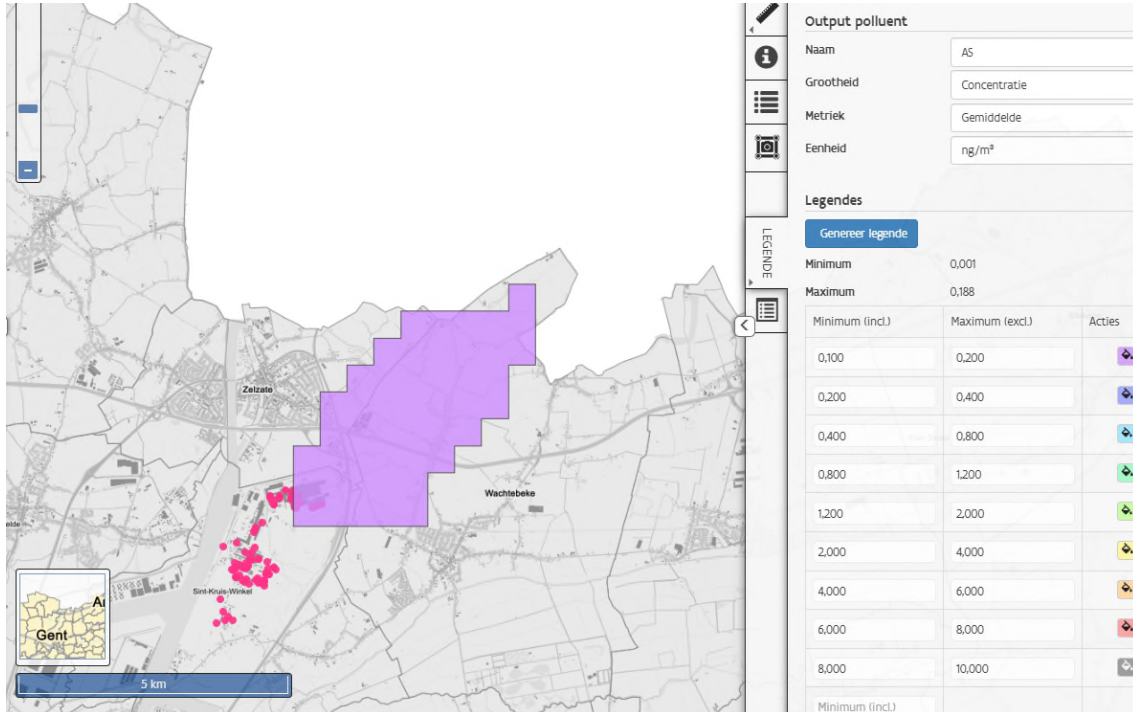 Output polluent
Naam
AS
Grootheid
Concentratie
Metriek
Gemiddelde
Eenheid
ng/m³
Legendes
Genereer legende
LEGENDE
Minimum
0,001
Maximum
0,188
Minimum (incl.)
Maximum (excl.)
Acties
0,100
0,200
0,200
0,400
0,400
0,800
0,800
1,200
1,200
2,000
2,000
4,000
4,000
6,000
6,000
8,000
8,000
10,000
Minimum (incl.)
Zelzate
Wachtebeke
elde
Sint-Kruis-Winkel
Gent
5 km